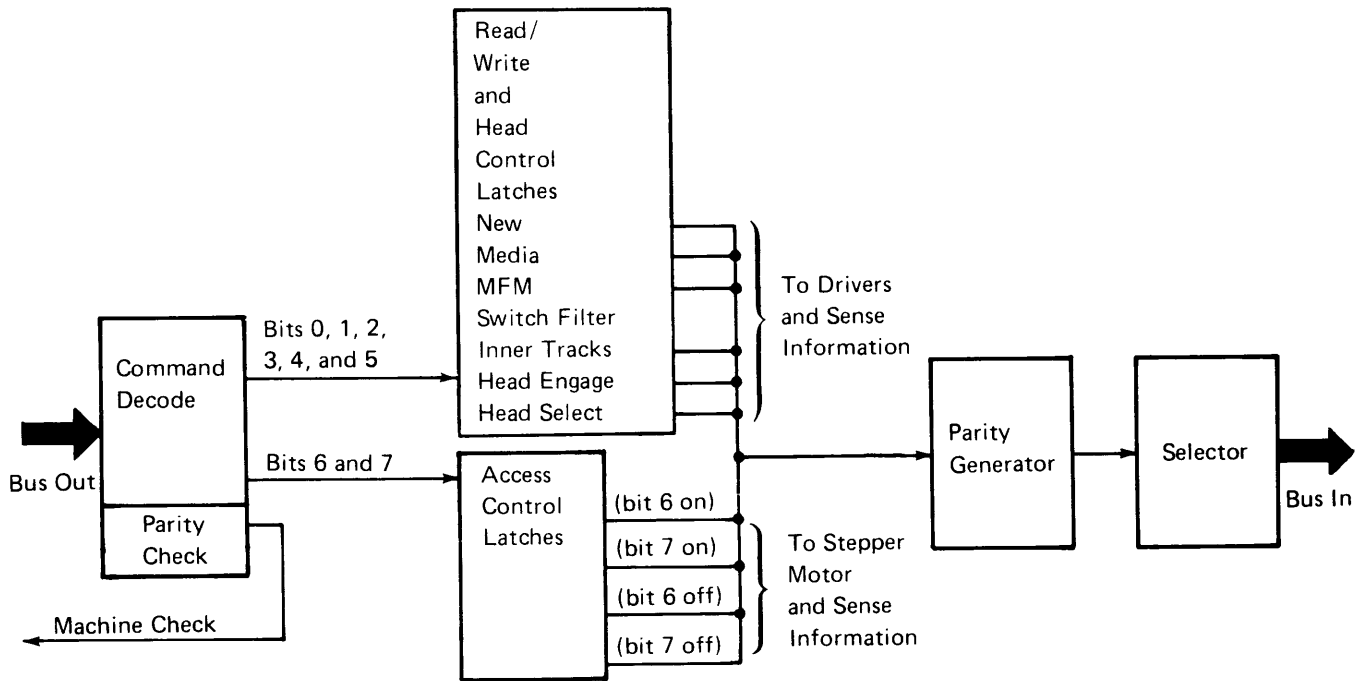 Read/
Write
and
Head
Control
Latches
New
Media
MFM
Switch Filter
Inner Tracks
Head Engage
Head Select
To Drivers
and Sense
Information
Bits 0, 1, 2,
3, 4, and 5
Command
Decode
Bus Out
Bits 6 and 7
Parity
Check
Machine Check
Access
Control
Latches
(bit 6 on)
(bit 7 on)
(bit 6 off)
(bit 7 off)
To Stepper
Motor
and Sense
Information
Parity
Generator
Selector
Bus In